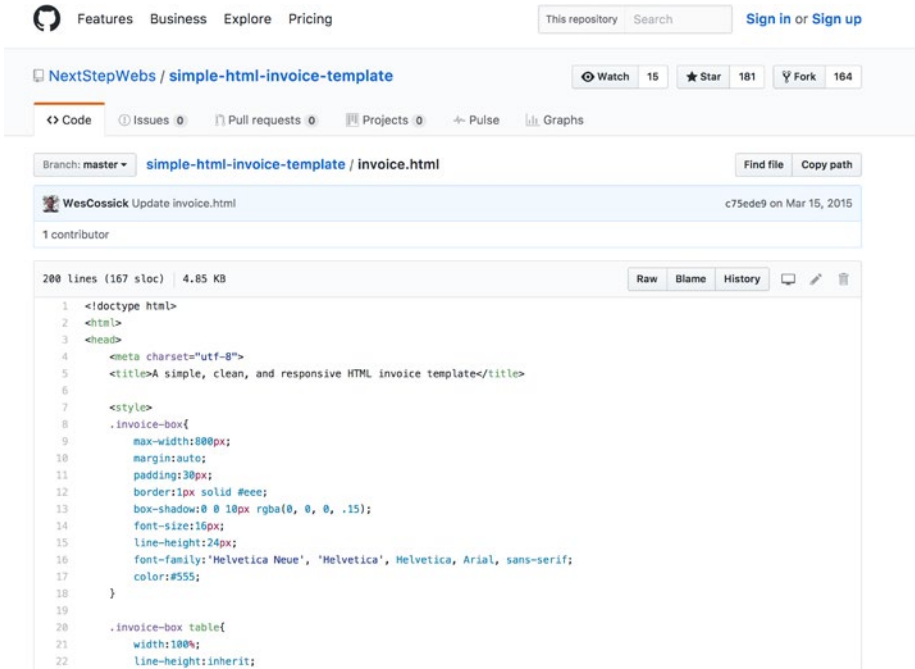 Features Business Explore Pricing This repository Search Sign in or Sign up
NextStepWebs / simple-html-invoice-template Watch 15 Star 181 Fork 164
<> Code Issues 0 Pull requests 0 Projects 0 Pulse Graphs
Branch: master simple-html-invoice-template / invoice.html Find file Copy path
WesCossick Update invoice.html c75ede9 on Mar 15, 2015
1 contributor
200 lines (167 sloc) 4.85 KB Raw Blame History
1 <!doctype html>
2 <html>
3 <head>
4 <meta charset="utf-8">
5 <title>A simple, clean, and responsive HTML invoice template</title>
6
7 <style>
8 .invoice-box{
9 max-width:800px;
10 margin:auto;
11 padding:30px;
12 border:1px solid #eee;
13 box-shadow:0 0 10px rgba(0, 0, 0, .15);
14 font-size:16px;
15 line-height:24px;
16 font-family:'Helvetica Neue', 'Helvetica', Helvetica, Arial, sans-serif;
17 color:#555;
18 }
19
20 .invoice-box table{
21 width:100%;
22 line-height:inherit;